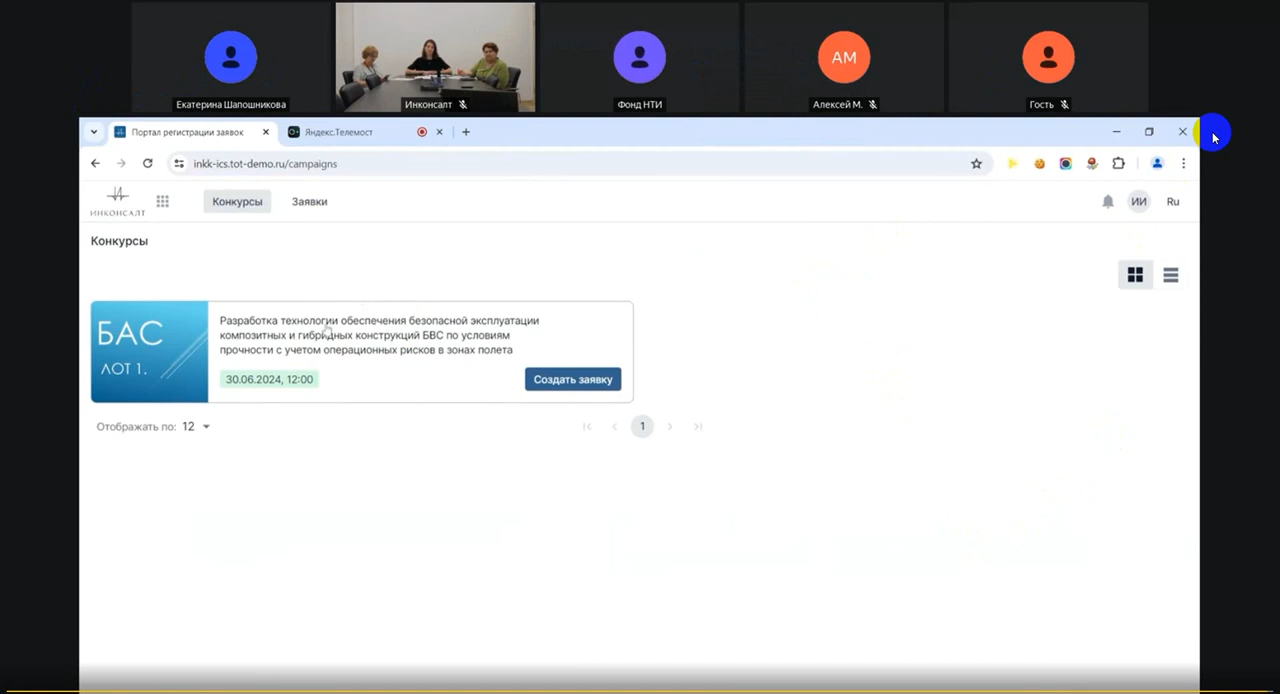 Екатерина Шапошникова
Инконсалт
Фонд НТИ
АМ
Алексей М.
Гость
Портал регистрации заявок
Яндекс.Телемост
inkk-ics.tot-demo.ru/campaigns
ИНКОНСАЛТ
Конкурсы
Заявки
ИИ
Ru
Конкурсы
БАС
ЛОТ 1.
Разработка технологии обеспечения безопасной эксплуатации
композитных и гибридных конструкций БВС по условиям
прочности с учетом операционных рисков в зонах полета
30.06.2024, 12:00
Создать заявку
Отображать по: 12
1